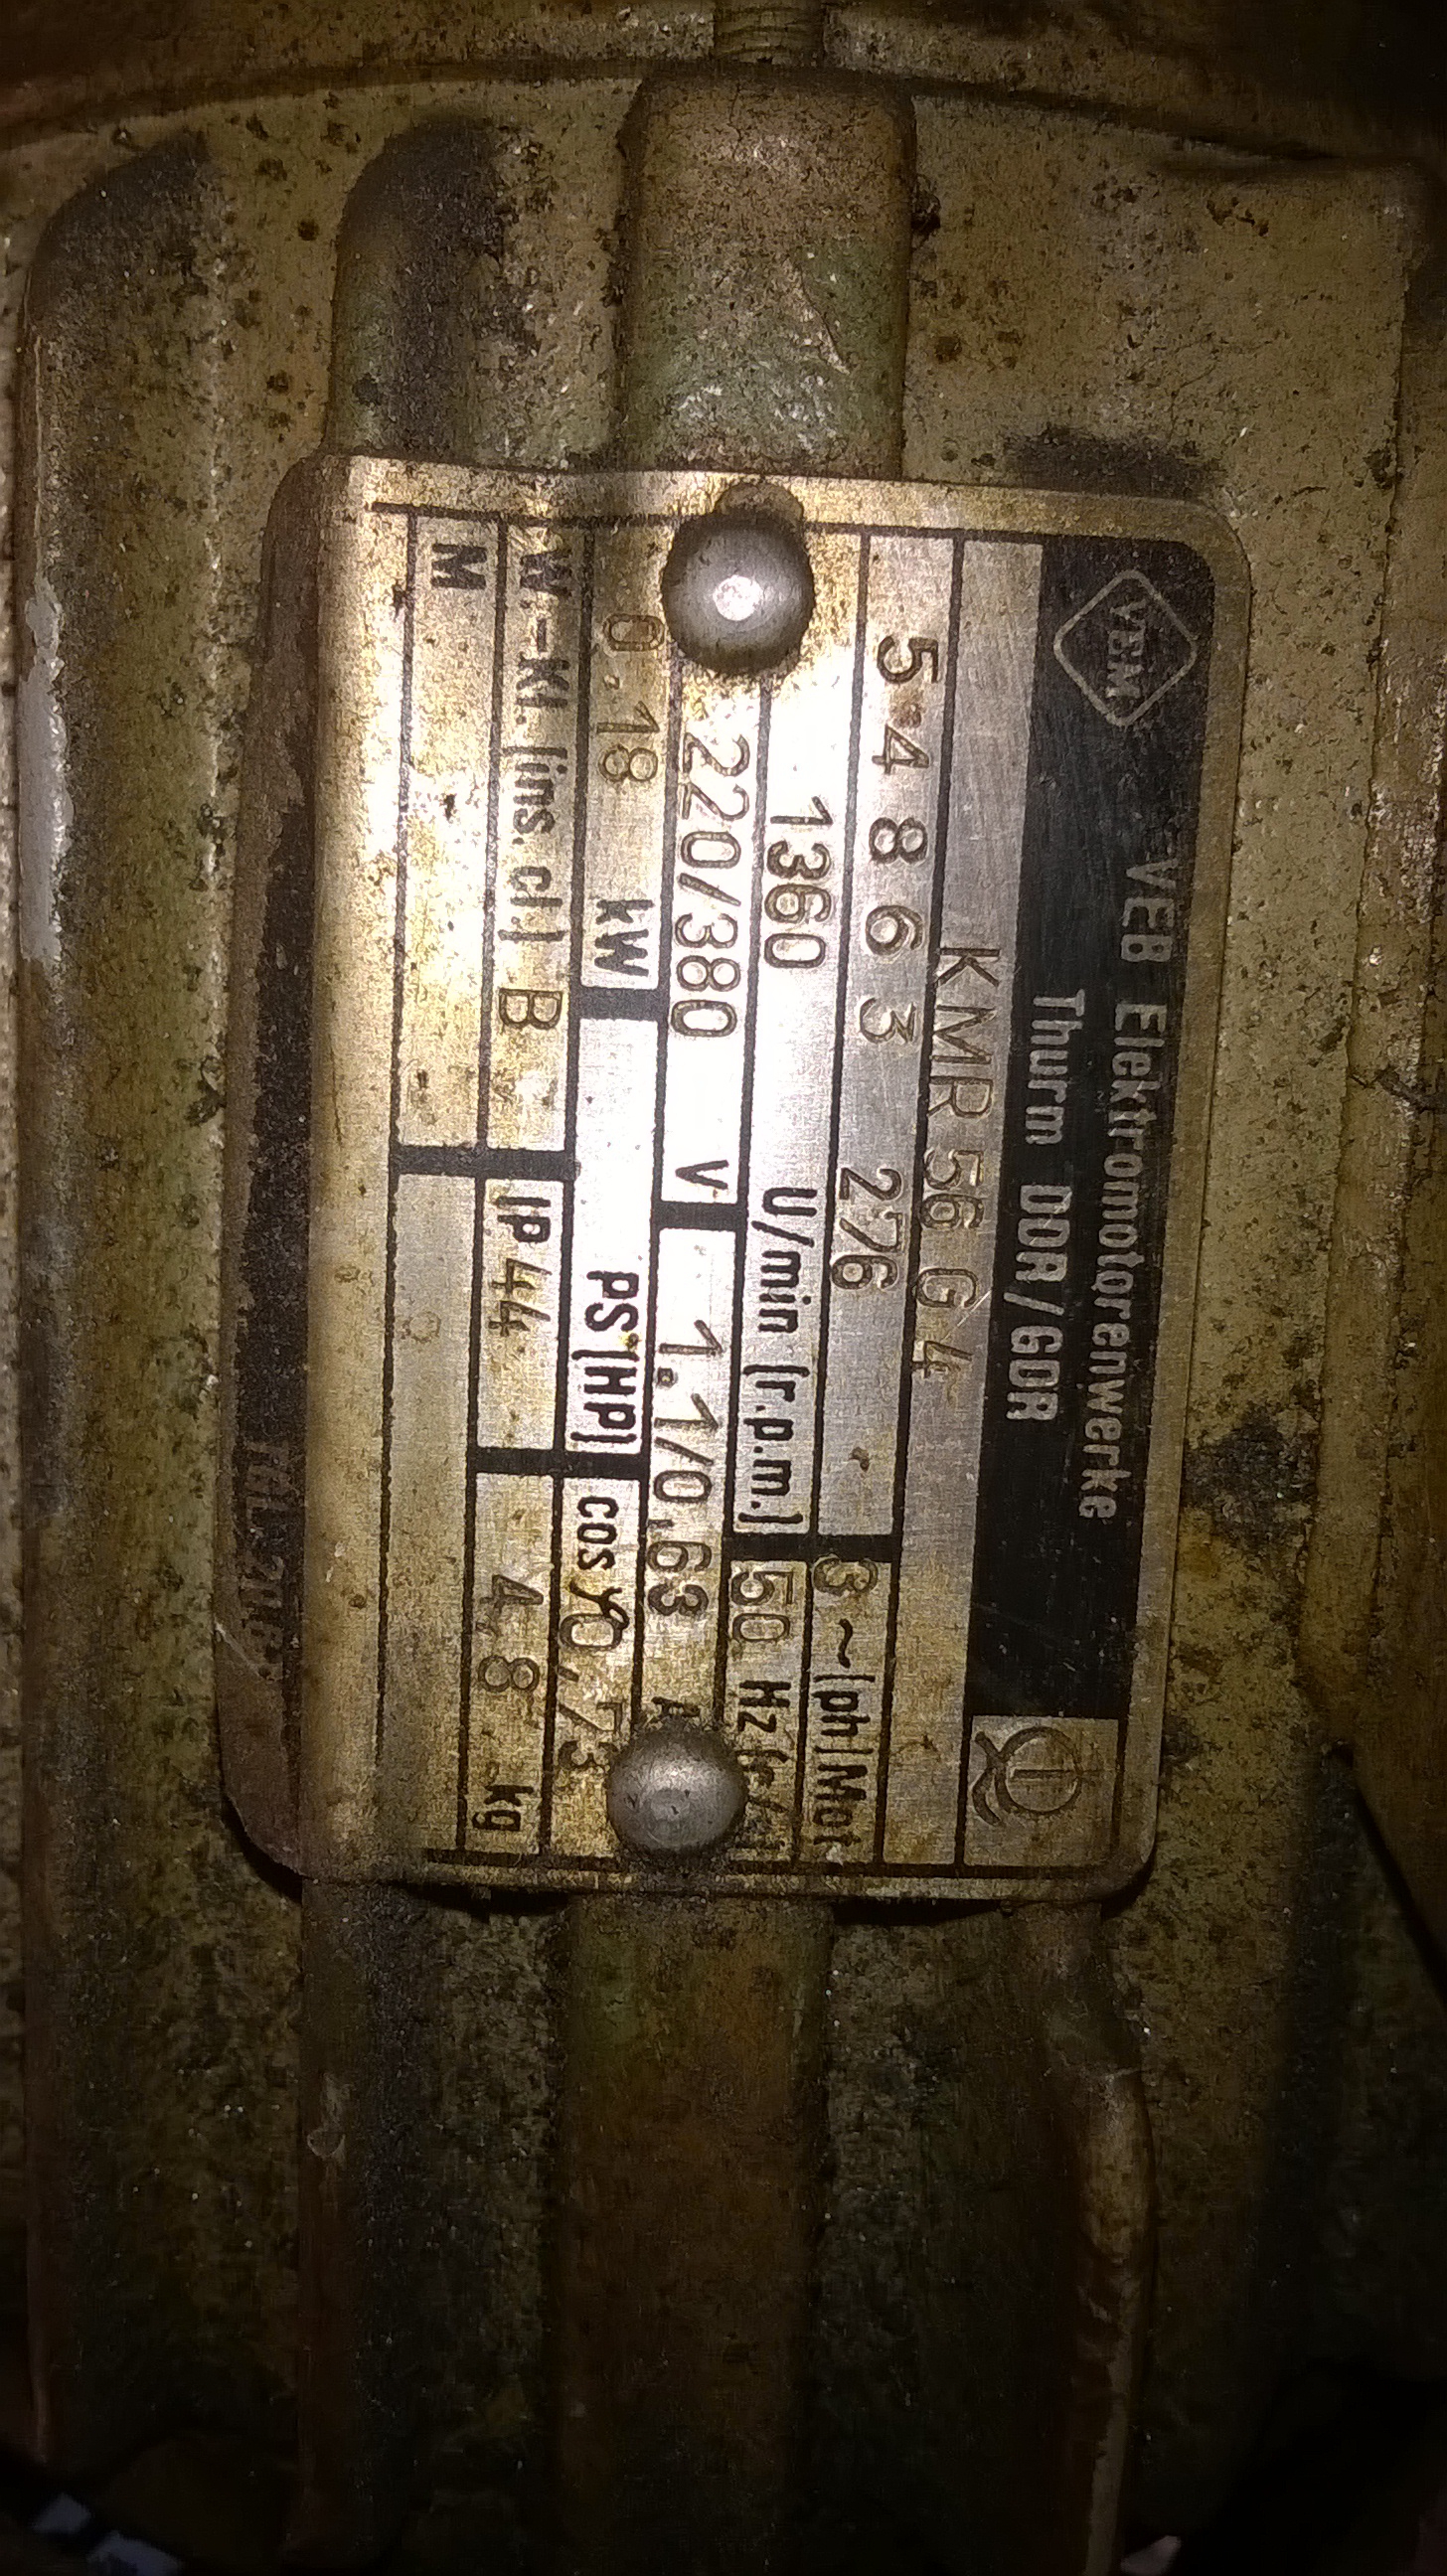 VEM
VEB Elektromotorenwerke
Thurm DDR/GDR
KMR 56 G 4
5 4 8 6 3 276 3 ~ (ph) Mot
1360 U/min (r.p.m.) 50 Hz
220/380 V 1.1/0,63 A
0.18 kW PS (HP) cos φ 0,73
W.-Kl. (ins. cl.) B IP 44 4,8 kg
M